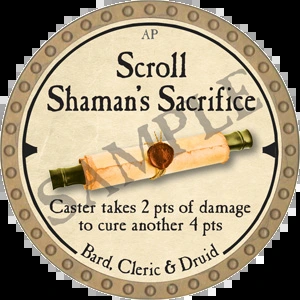 AP
Scroll
Shaman's Sacrifice
SAMPLE
Caster takes 2 pts of damage
to cure another 4 pts
Bard, Cleric & Druid